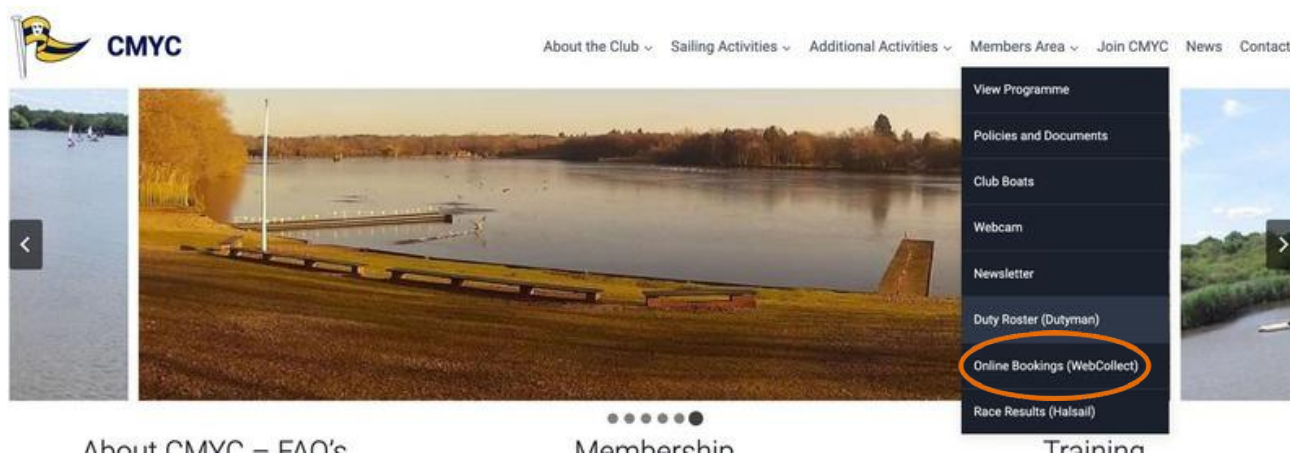 CMYC
About the Club Sailing Activities Additional Activities Members Area Join CMYC News Contact
View Programme
Policies and Documents
Club Boats
Webcam
Newsletter
Duty Roster (Dutyman)
Online Bookings (WebCollect)
Race Results (Halsail)
About CMYC – FAQ's Membership Training